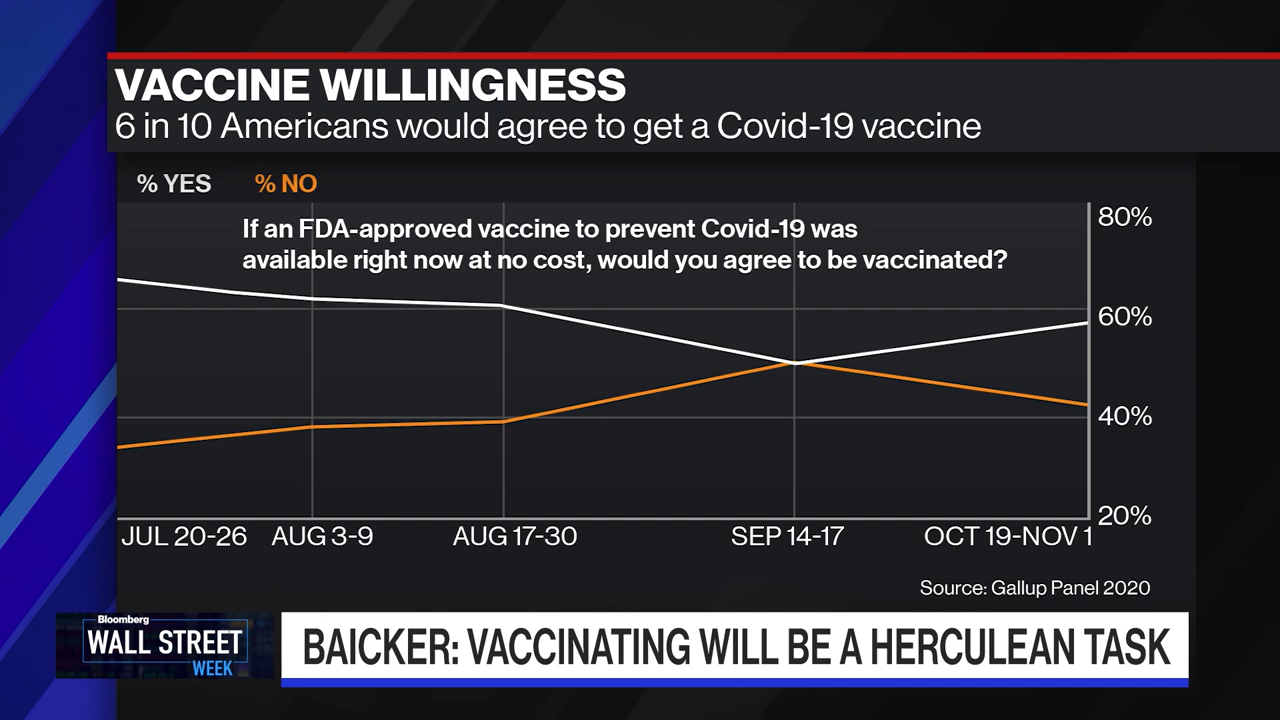 VACCINE WILLINGNESS
6 in 10 Americans would agree to get a Covid-19 vaccine
% YES % NO
If an FDA-approved vaccine to prevent Covid-19 was
available right now at no cost, would you agree to be vaccinated?
80%
60%
40%
20%
JUL 20-26 AUG 3-9 AUG 17-30 SEP 14-17 OCT 19-NOV 1
Source: Gallup Panel 2020
Bloomberg
WALL STREET
WEEK
BAICKER: VACCINATING WILL BE A HERCULEAN TASK